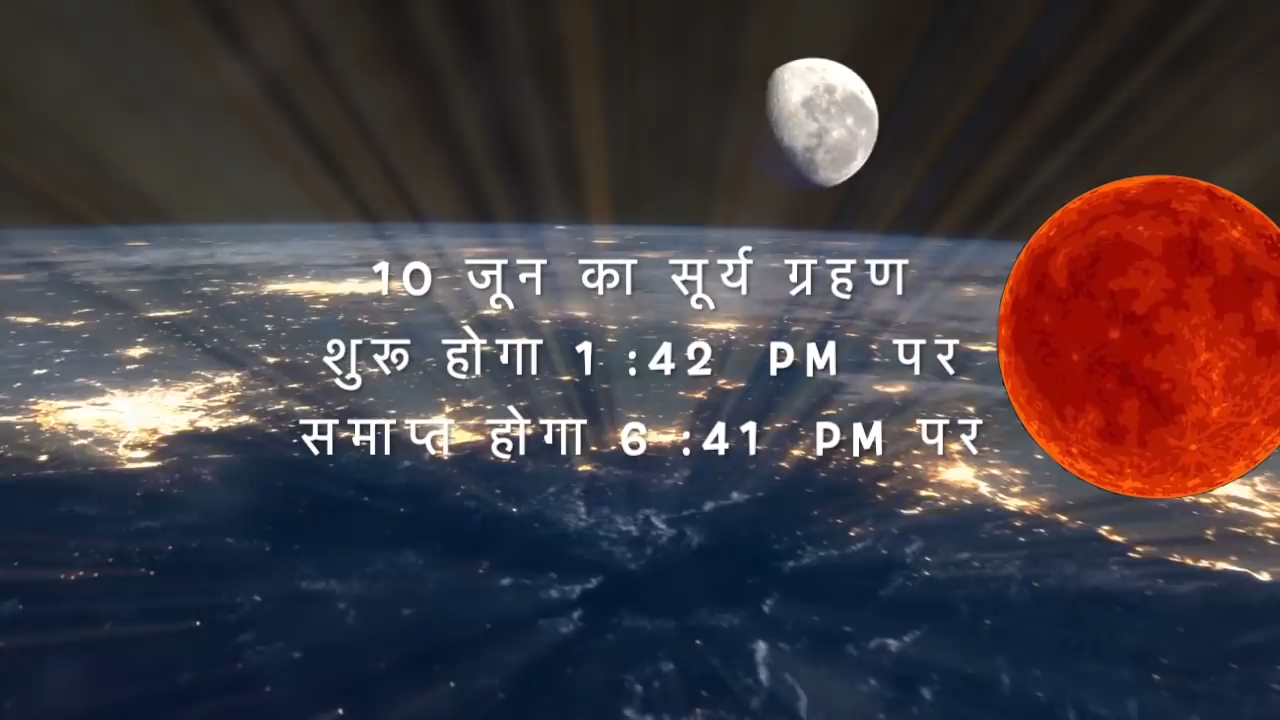 10 जून का सूर्य ग्रहण
शुरू होगा 1 :42 PM पर
समाप्त होगा 6 :41 PM पर